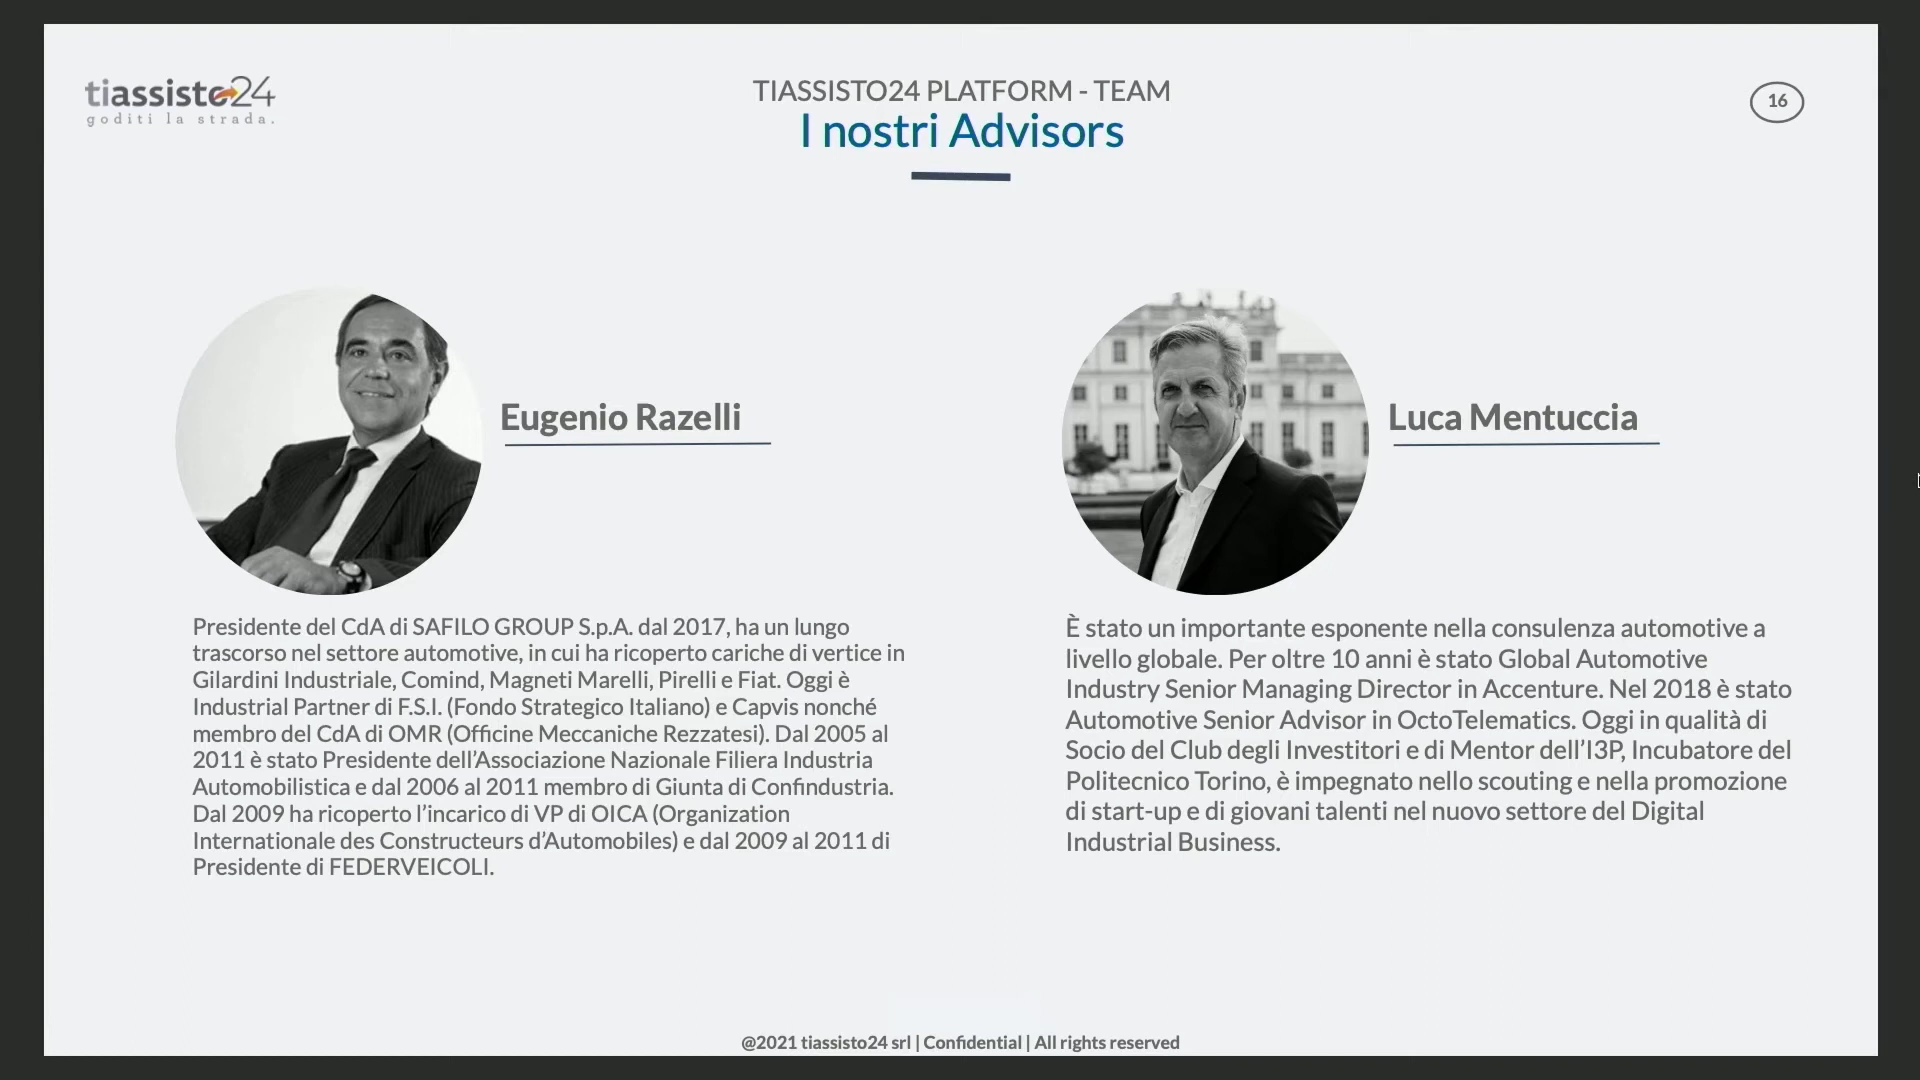 tiassisto24
goditi la strada.
TIASSISTO24 PLATFORM - TEAM
I nostri Advisors
16
Eugenio Razelli
Presidente del CdA di SAFILO GROUP S.p.A. dal 2017, ha un lungo
trascorso nel settore automotive, in cui ha ricoperto cariche di vertice in
Gilardini Industriale, Comind, Magneti Marelli, Pirelli e Fiat. Oggi è
Industrial Partner di F.S.I. (Fondo Strategico Italiano) e Capvis nonché
membro del CdA di OMR (Officine Meccaniche Rezzatesi). Dal 2005 al
2011 è stato Presidente dell’Associazione Nazionale Filiera Industria
Automobilistica e dal 2006 al 2011 membro di Giunta di Confindustria.
Dal 2009 ha ricoperto l’incarico di VP di OICA (Organization
Internationale des Constructeurs d’Automobiles) e dal 2009 al 2011 di
Presidente di FEDERVEICOLI.
Luca Mentuccia
È stato un importante esponente nella consulenza automotive a
livello globale. Per oltre 10 anni è stato Global Automotive
Industry Senior Managing Director in Accenture. Nel 2018 è stato
Automotive Senior Advisor in OctoTelematics. Oggi in qualità di
Socio del Club degli Investitori e di Mentor dell’I3P, Incubatore del
Politecnico Torino, è impegnato nello scouting e nella promozione
di start-up e di giovani talenti nel nuovo settore del Digital
Industrial Business.
@2021 tiassisto24 srl | Confidential | All rights reserved